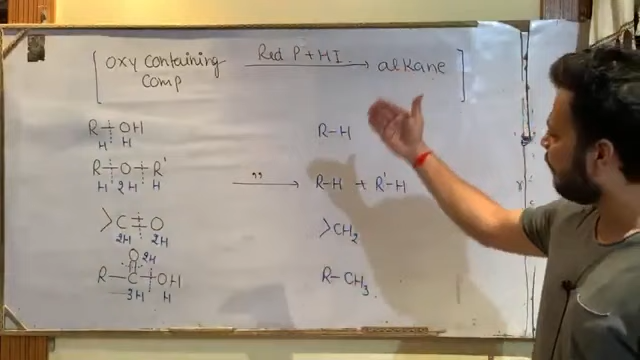 [ Oxy containing comp Red P + HI → alkane ]
R–OH R–H
H H
R–O–R' '' → R–H + R'–H
H 2H H
>C=O >CH₂
2H 2H
O 2H
R–C–OH R–CH₃
3H H